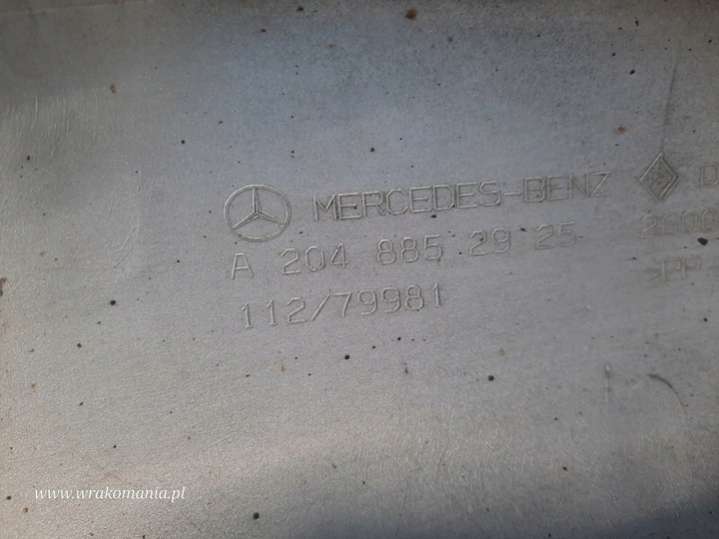 MERCEDES-BENZ
A 204 885 29 25
112/79981
www.wrakomania.pl